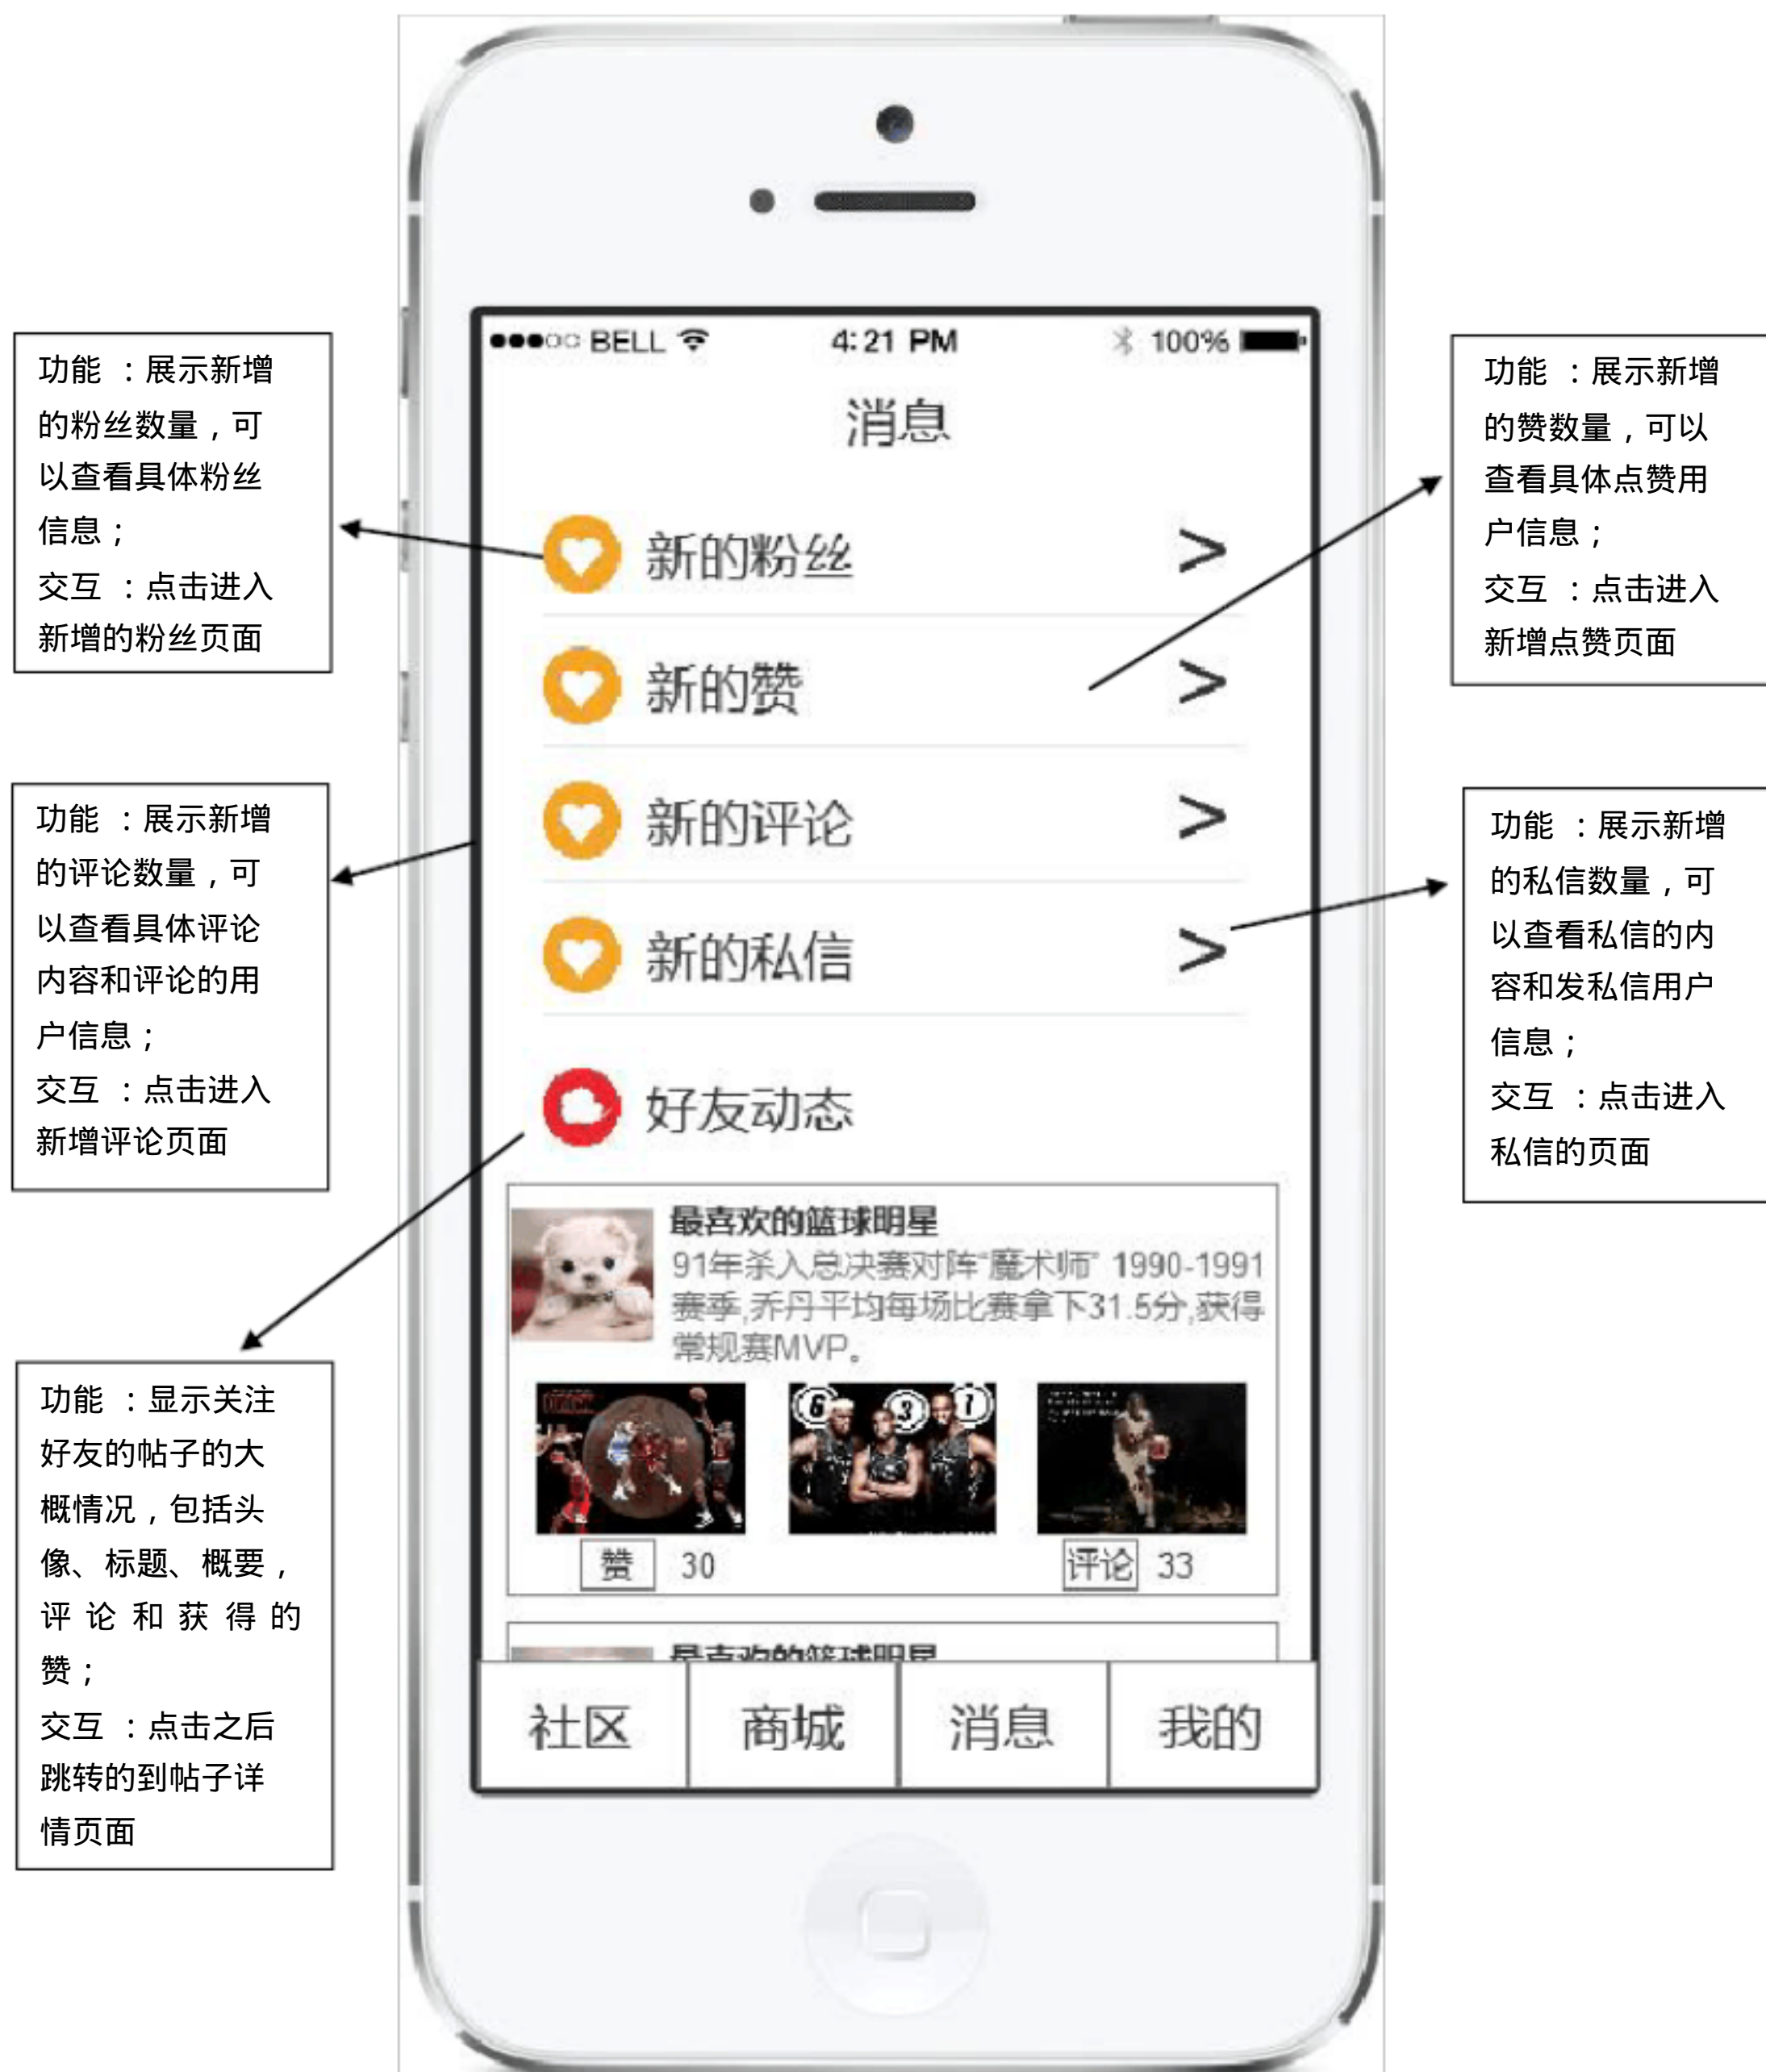 BELL 4:21 PM 100%
消息
新的粉丝 >
新的赞 >
新的评论 >
新的私信 >
好友动态
最喜欢的篮球明星
91年杀入总决赛对阵“魔术师” 1990-1991
赛季,乔丹平均每场比赛拿下31.5分,获得
常规赛MVP。
6 3 1
赞 30 评论 33
最喜欢的篮球明星
社区 商城 消息 我的
功能 ：展示新增
的粉丝数量，可
以查看具体粉丝
信息；
交互 ：点击进入
新增的粉丝页面
功能 ：展示新增
的评论数量，可
以查看具体评论
内容和评论的用
户信息；
交互 ：点击进入
新增评论页面
功能 ：显示关注
好友的帖子的大
概情况，包括头
像、标题、概要，
评 论 和 获 得 的
赞；
交互 ：点击之后
跳转的到帖子详
情页面
功能 ：展示新增
的赞数量，可以
查看具体点赞用
户信息；
交互 ：点击进入
新增点赞页面
功能 ：展示新增
的私信数量，可
以查看私信的内
容和发私信用户
信息；
交互 ：点击进入
私信的页面